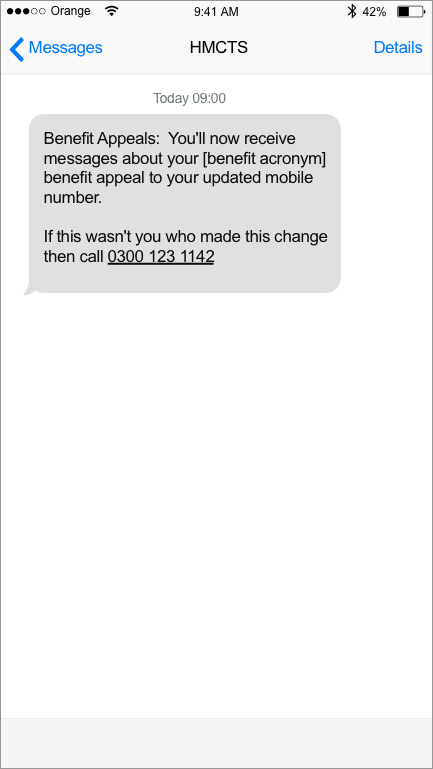 Orange 9:41 AM 42%
Messages HMCTS Details
Today 09:00
Benefit Appeals:  You'll now receive
messages about your [benefit acronym]
benefit appeal to your updated mobile
number.
If this wasn't you who made this change
then call 0300 123 1142